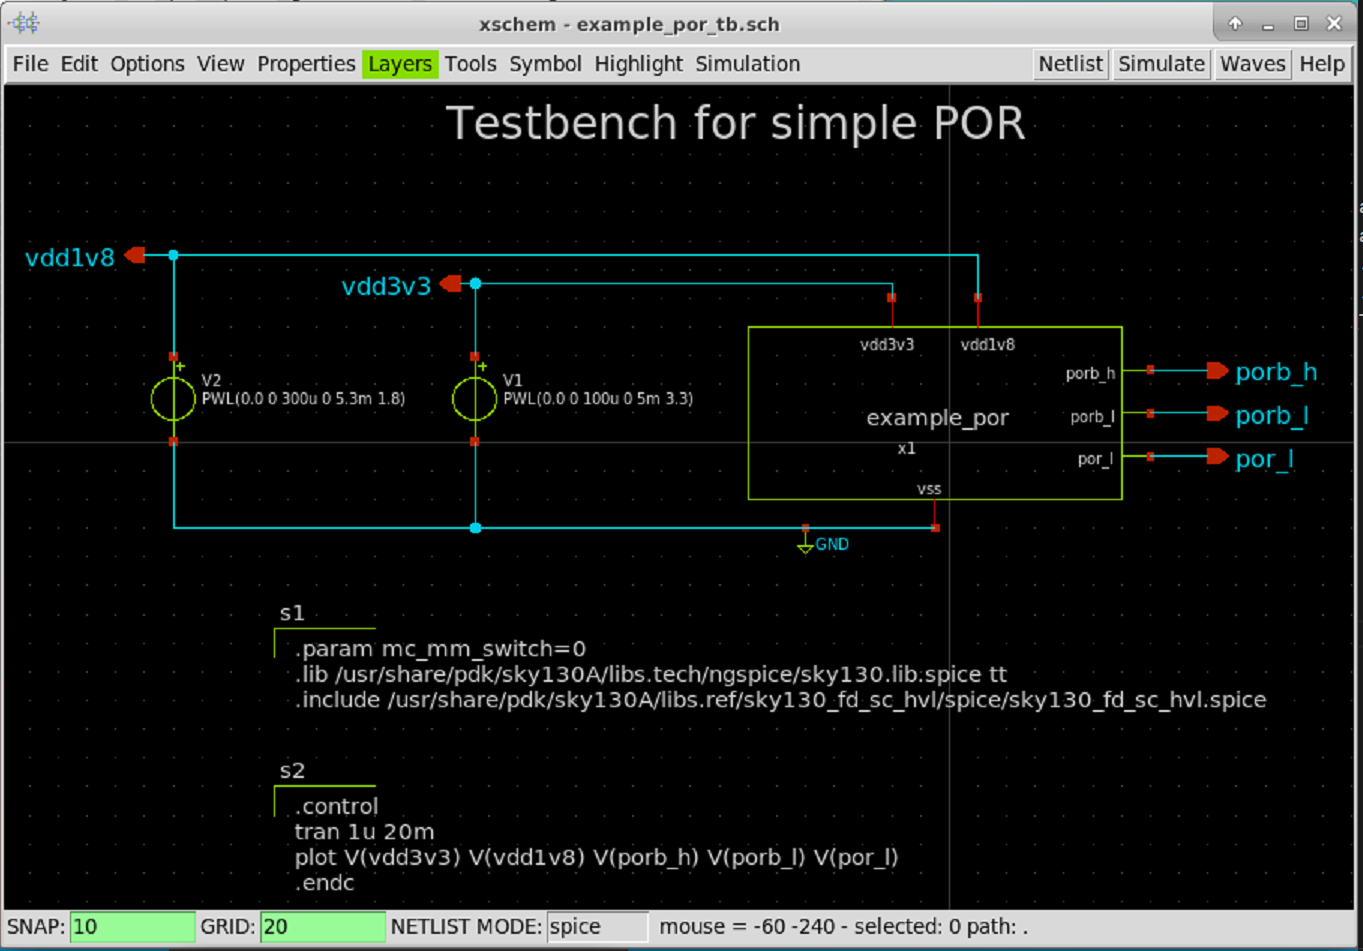 xschem - example_por_tb.sch
File Edit Options View Properties Layers Tools Symbol Highlight Simulation Netlist Simulate Waves Help
Testbench for simple POR
vdd1v8
vdd3v3
vdd3v3 vdd1v8
V2
PWL(0.0 0 300u 0 5.3m 1.8)
V1
PWL(0.0 0 100u 0 5m 3.3)
porb_h porb_h
porb_l porb_l
example_por
x1
por_l por_l
vss
GND
s1
.param mc_mm_switch=0
.lib /usr/share/pdk/sky130A/libs.tech/ngspice/sky130.lib.spice tt
.include /usr/share/pdk/sky130A/libs.ref/sky130_fd_sc_hvl/spice/sky130_fd_sc_hvl.spice
s2
.control
tran 1u 20m
plot V(vdd3v3) V(vdd1v8) V(porb_h) V(porb_l) V(por_l)
.endc
SNAP: 10 GRID: 20 NETLIST MODE: spice mouse = -60 -240 - selected: 0 path: .